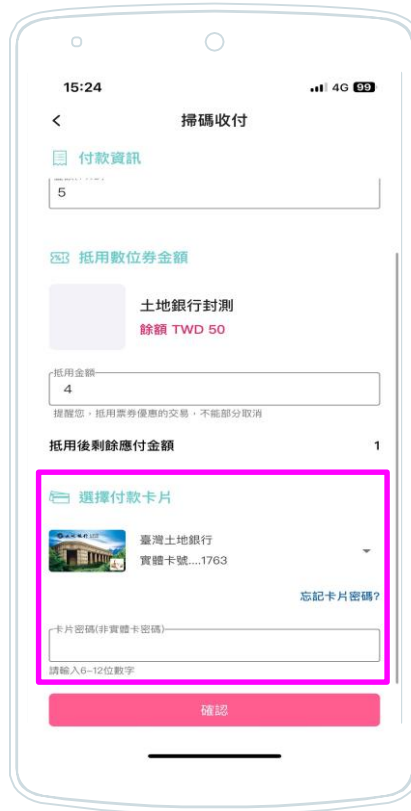 15:24
4G 99
掃碼收付
付款資訊
5
抵用數位券金額
土地銀行封測
餘額 TWD 50
抵用金額
4
提醒您，抵用票券優惠的交易，不能部分取消
抵用後剩餘應付金額 1
選擇付款卡片
臺灣土地銀行
實體卡號....1763
忘記卡片密碼?
卡片密碼(非實體卡密碼)
請輸入6-12位數字
確認